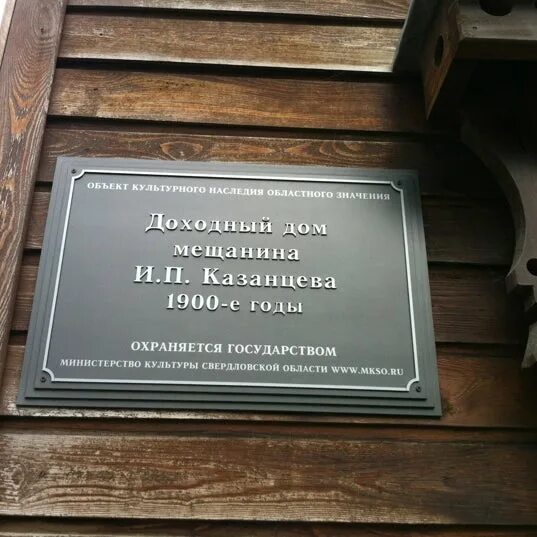 ОБЪЕКТ КУЛЬТУРНОГО НАСЛЕДИЯ ОБЛАСТНОГО ЗНАЧЕНИЯ
Доходный дом
мещанина
И.П. Казанцева
1900-е годы
ОХРАНЯЕТСЯ ГОСУДАРСТВОМ
МИНИСТЕРСТВО КУЛЬТУРЫ СВЕРДЛОВСКОЙ ОБЛАСТИ WWW.MKSO.RU